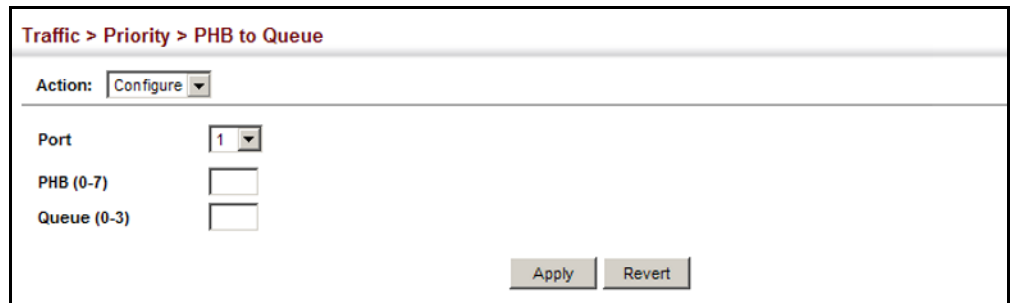 Traffic > Priority > PHB to Queue
Action: Configure
Port 1
PHB (0-7)
Queue (0-3)
Apply Revert